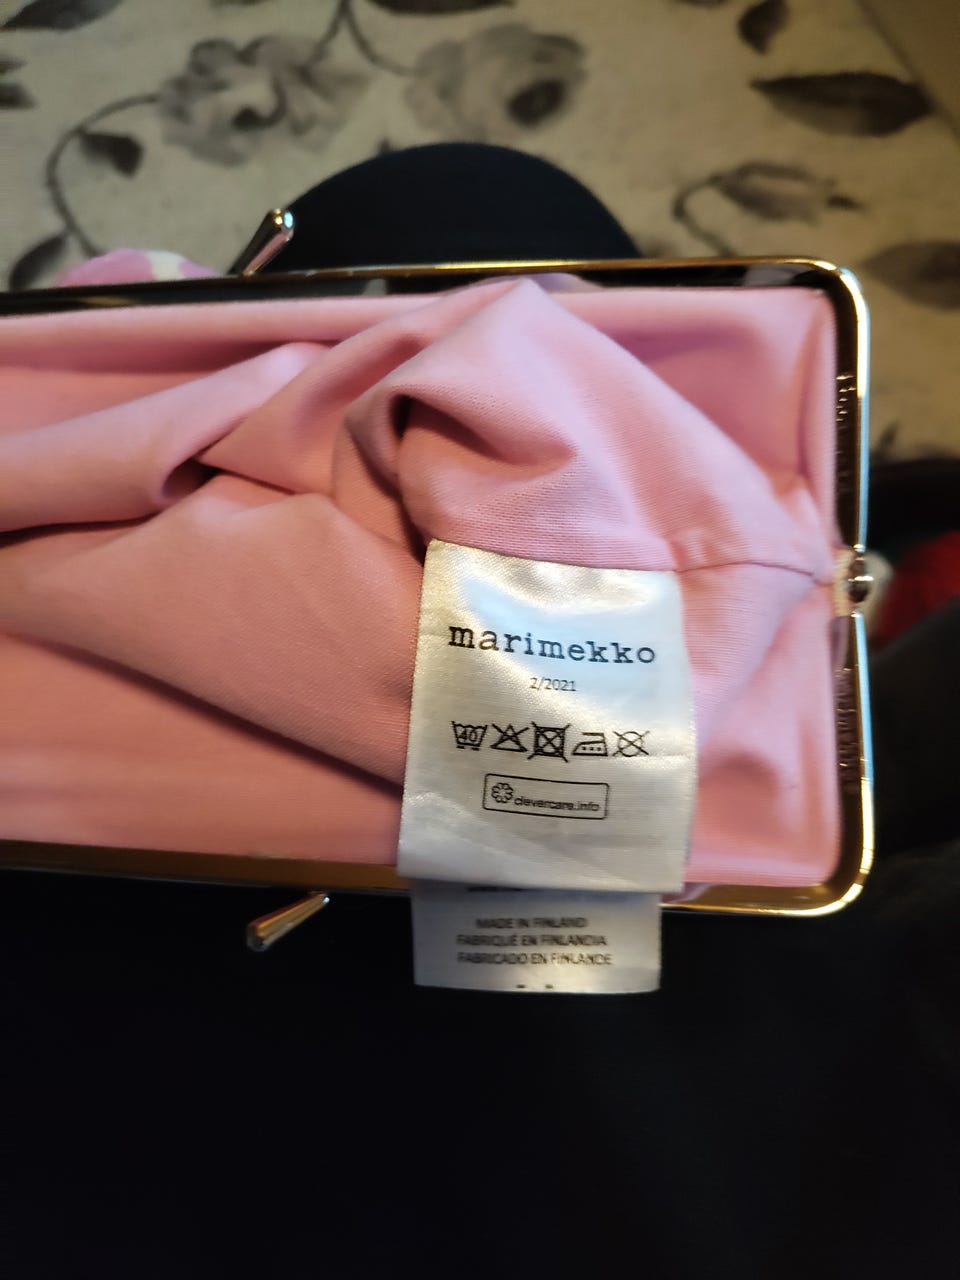 marimekko
2/2021
40
clevercare.info
MADE IN FINLAND
FABRIQUÉ EN FINLANDIA
FABRICADO EN FINLANDE